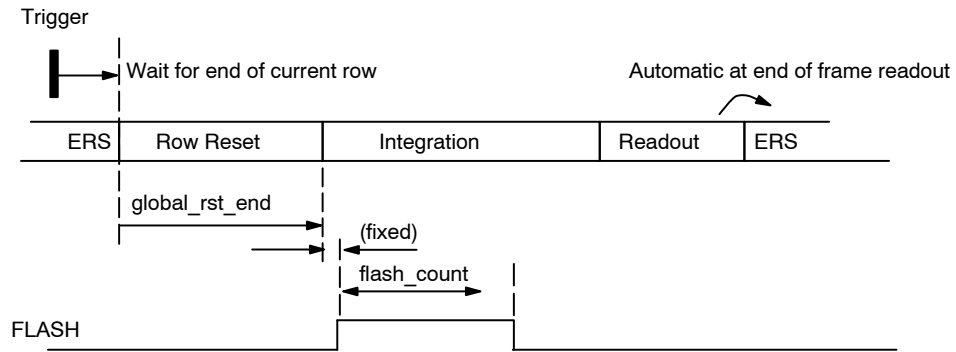 Trigger
Wait for end of current row
Automatic at end of frame readout
ERS
Row Reset
Integration
Readout
ERS
global_rst_end
(fixed)
flash_count
FLASH